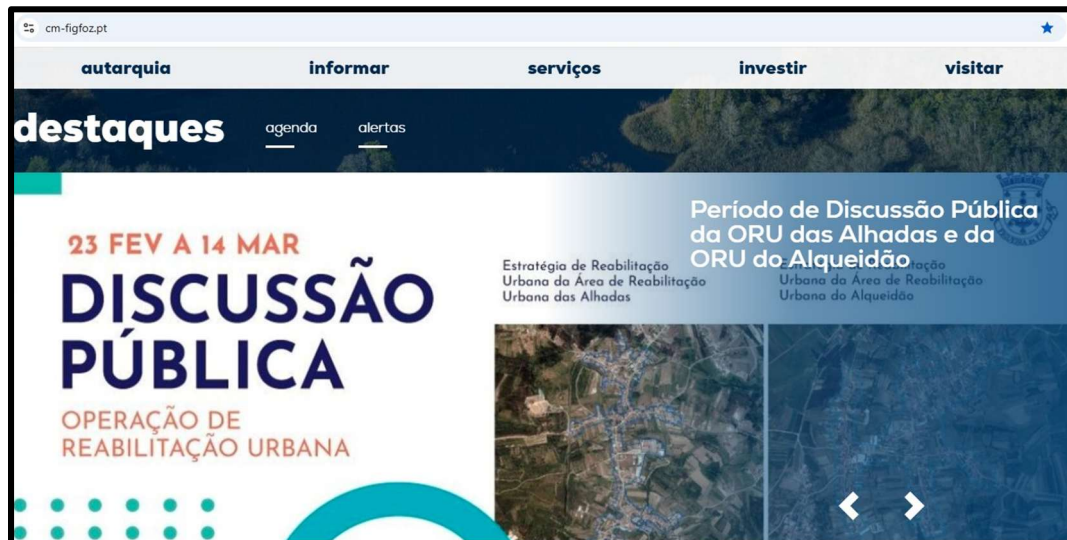 cm-figfoz.pt
autarquia informar serviços investir visitar
destaques agenda alertas
23 FEV A 14 MAR
DISCUSSÃO
PÚBLICA
OPERAÇÃO DE
REABILITAÇÃO URBANA
Estratégia de Reabilitação
Urbana da Área de Reabilitação
Urbana das Alhadas
Período de Discussão Pública
da ORU das Alhadas e da
ORU do Alqueidão
Urbana da Área de Reabilitação
Urbana do Alqueidão